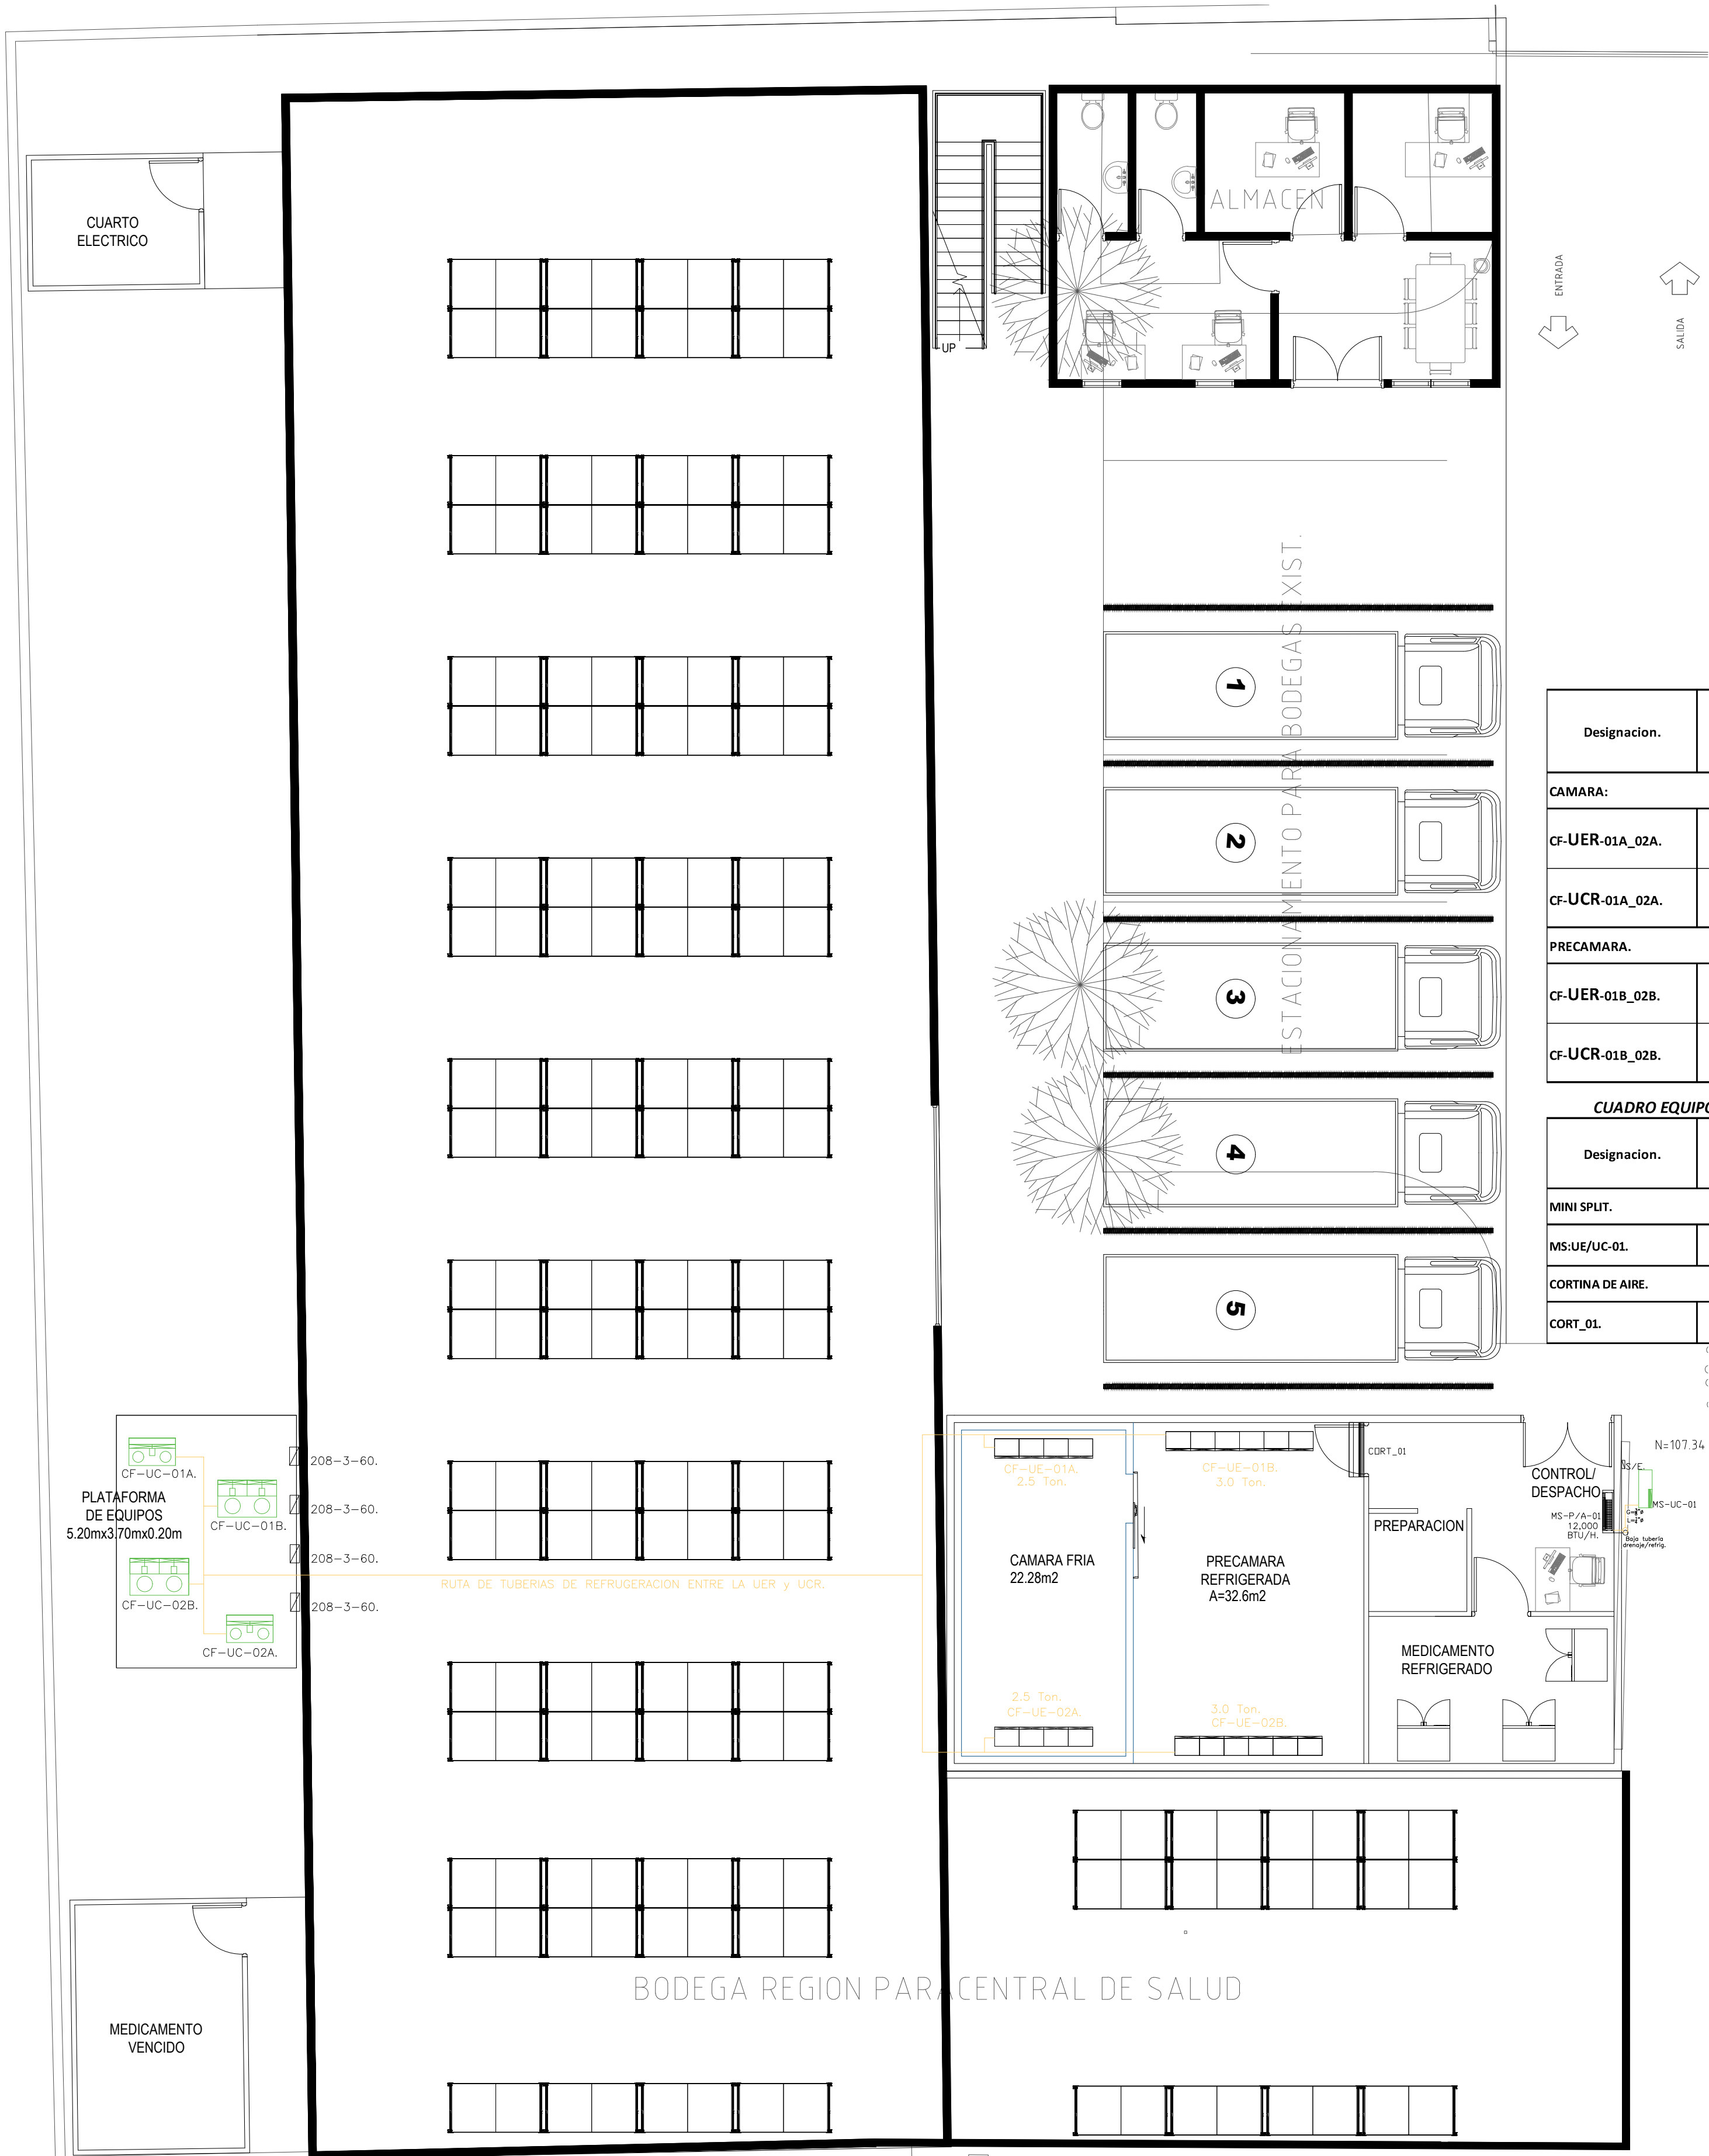 CUARTO
ELECTRICO
UP
ALMACEN
ENTRADA
SALIDA
ESTACIONAMIENTO PARA BODEGAS EXIST.
1
2
3
4
5
Designacion.
CAMARA:
CF-UER-01A_02A.
CF-UCR-01A_02A.
PRECAMARA.
CF-UER-01B_02B.
CF-UCR-01B_02B.
CUADRO EQUIPO
Designacion.
MINI SPLIT.
MS:UE/UC-01.
CORTINA DE AIRE.
CORT_01.
N=107.34
CF-UC-01A.
PLATAFORMA
DE EQUIPOS
5.20mx3.70mx0.20m
CF-UC-01B.
CF-UC-02B.
CF-UC-02A.
208-3-60.
208-3-60.
208-3-60.
208-3-60.
RUTA DE TUBERIAS DE REFRUGERACION ENTRE LA UER y UCR.
CF-UE-01A.
2.5 Ton.
CF-UE-01B.
3.0 Ton.
CORT_01
CAMARA FRIA
22.28m2
PRECAMARA
REFRIGERADA
A=32.6m2
2.5 Ton.
CF-UE-02A.
3.0 Ton.
CF-UE-02B.
PREPARACION
CONTROL/
DESPACHO
MS-P/A-01
12,000
BTU/H.
S/E.
MS-UC-01
Baja tubería
drenaje/refrig.
MEDICAMENTO
REFRIGERADO
BODEGA REGION PARACENTRAL DE SALUD
MEDICAMENTO
VENCIDO